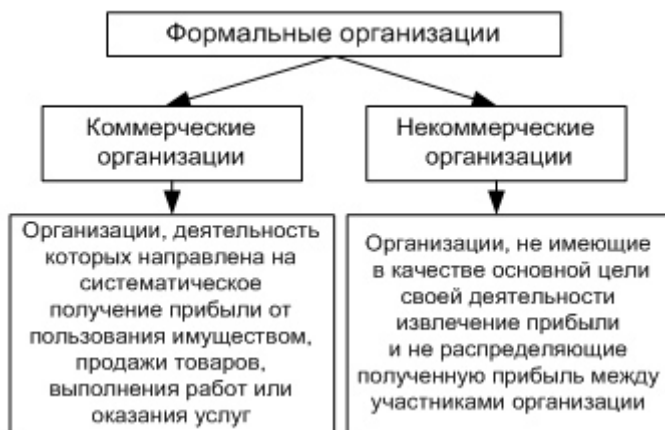 Формальные организации
Коммерческие
организации
Некоммерческие
организации
Организации, деятельность
которых направлена на
систематическое
получение прибыли от
пользования имуществом,
продажи товаров,
выполнения работ или
оказания услуг
Организации, не имеющие
в качестве основной цели
своей деятельности
извлечение прибыли
и не распределяющие
полученную прибыль между
участниками организации